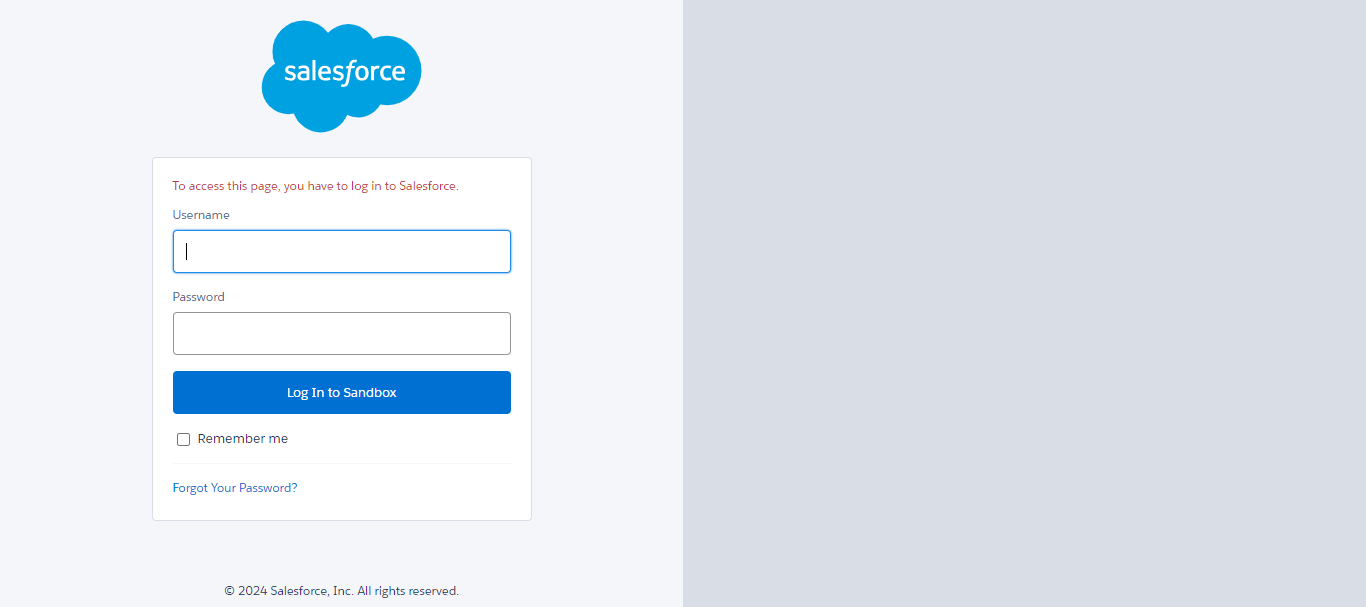 salesforce
To access this page, you have to log in to Salesforce.
Username
Password
Log In to Sandbox
Remember me
Forgot Your Password?
© 2024 Salesforce, Inc. All rights reserved.